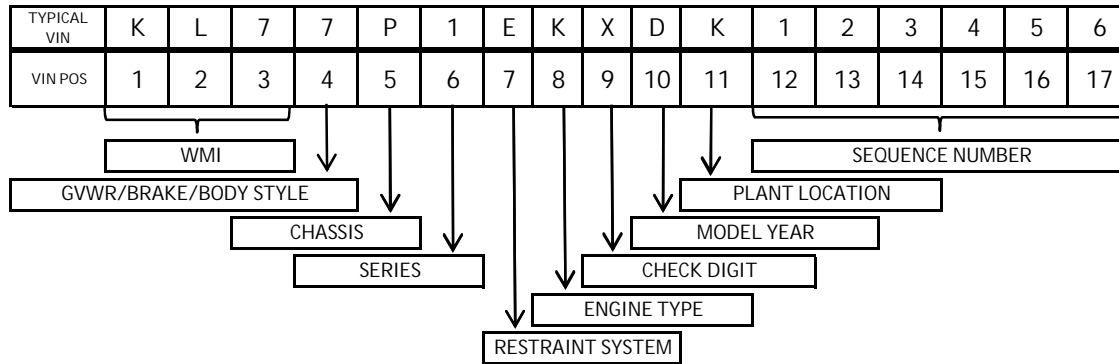 TYPICAL VIN K L 7 7 P 1 E K X D K 1 2 3 4 5 6
VIN POS 1 2 3 4 5 6 7 8 9 10 11 12 13 14 15 16 17
WMI SEQUENCE NUMBER
GVWR/BRAKE/BODY STYLE PLANT LOCATION
CHASSIS MODEL YEAR
SERIES CHECK DIGIT
ENGINE TYPE
RESTRAINT SYSTEM